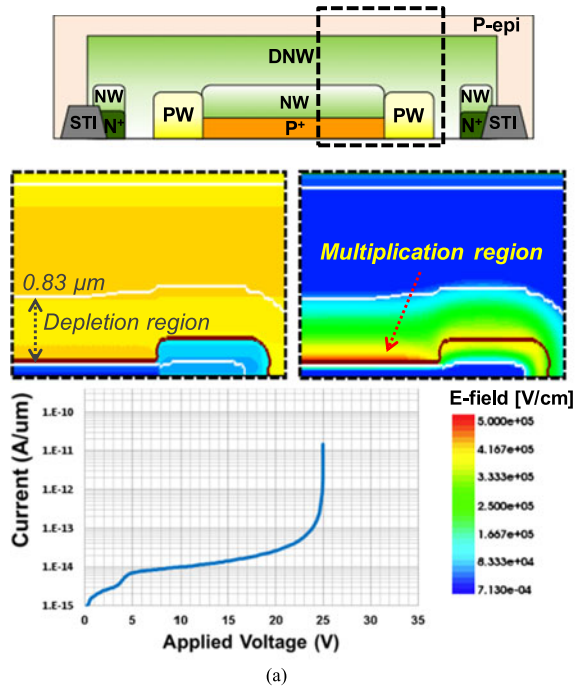 P-epi
DNW
NW
NW
NW
PW
PW
STI
N+
P+
N+
STI
0.83 μm
Depletion region
Multiplication region
E-field [V/cm]
5.000e+05
4.167e+05
3.300e+05
2.500e+05
1.667e+05
8.333e+04
7.130e-04
Current (A/um)
1.E-10
1.E-11
1.E-12
1.E-13
1.E-14
1.E-15
0 5 10 15 20 25 30 35
Applied Voltage (V)
(a)